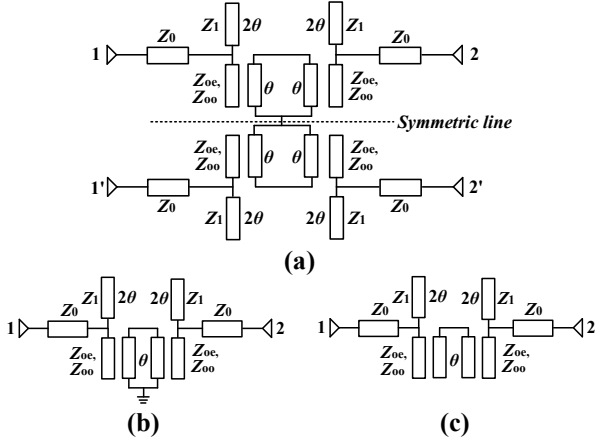 Z1 2θ 2θ Z1
1 Z0 Z0 2
Zoe, Zoo θ θ Zoe, Zoo
Symmetric line
Zoe, Zoo θ θ Zoe, Zoo
1' Z0 Z0 2'
Z1 2θ 2θ Z1
(a)
Z1 2θ 2θ Z1
1 Z0 Z0 2
Zoe, Zoo θ Zoe, Zoo
(b)
Z1 2θ 2θ Z1
1 Z0 Z0 2
Zoe, Zoo θ Zoe, Zoo
(c)